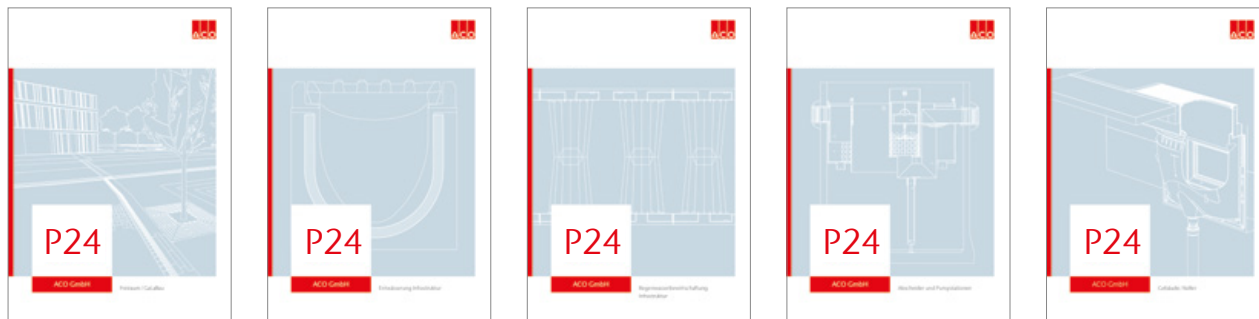 ACO
P24
ACO GmbH
Freiraum / GaLaBau
ACO
P24
ACO GmbH
Entwässerung Infrastruktur
ACO
P24
ACO GmbH
Regenwasserbewirtschaftung
Infrastruktur
ACO
P24
ACO GmbH
Abscheider und Pumpstationen
ACO
P24
ACO GmbH
Gebäude / Keller